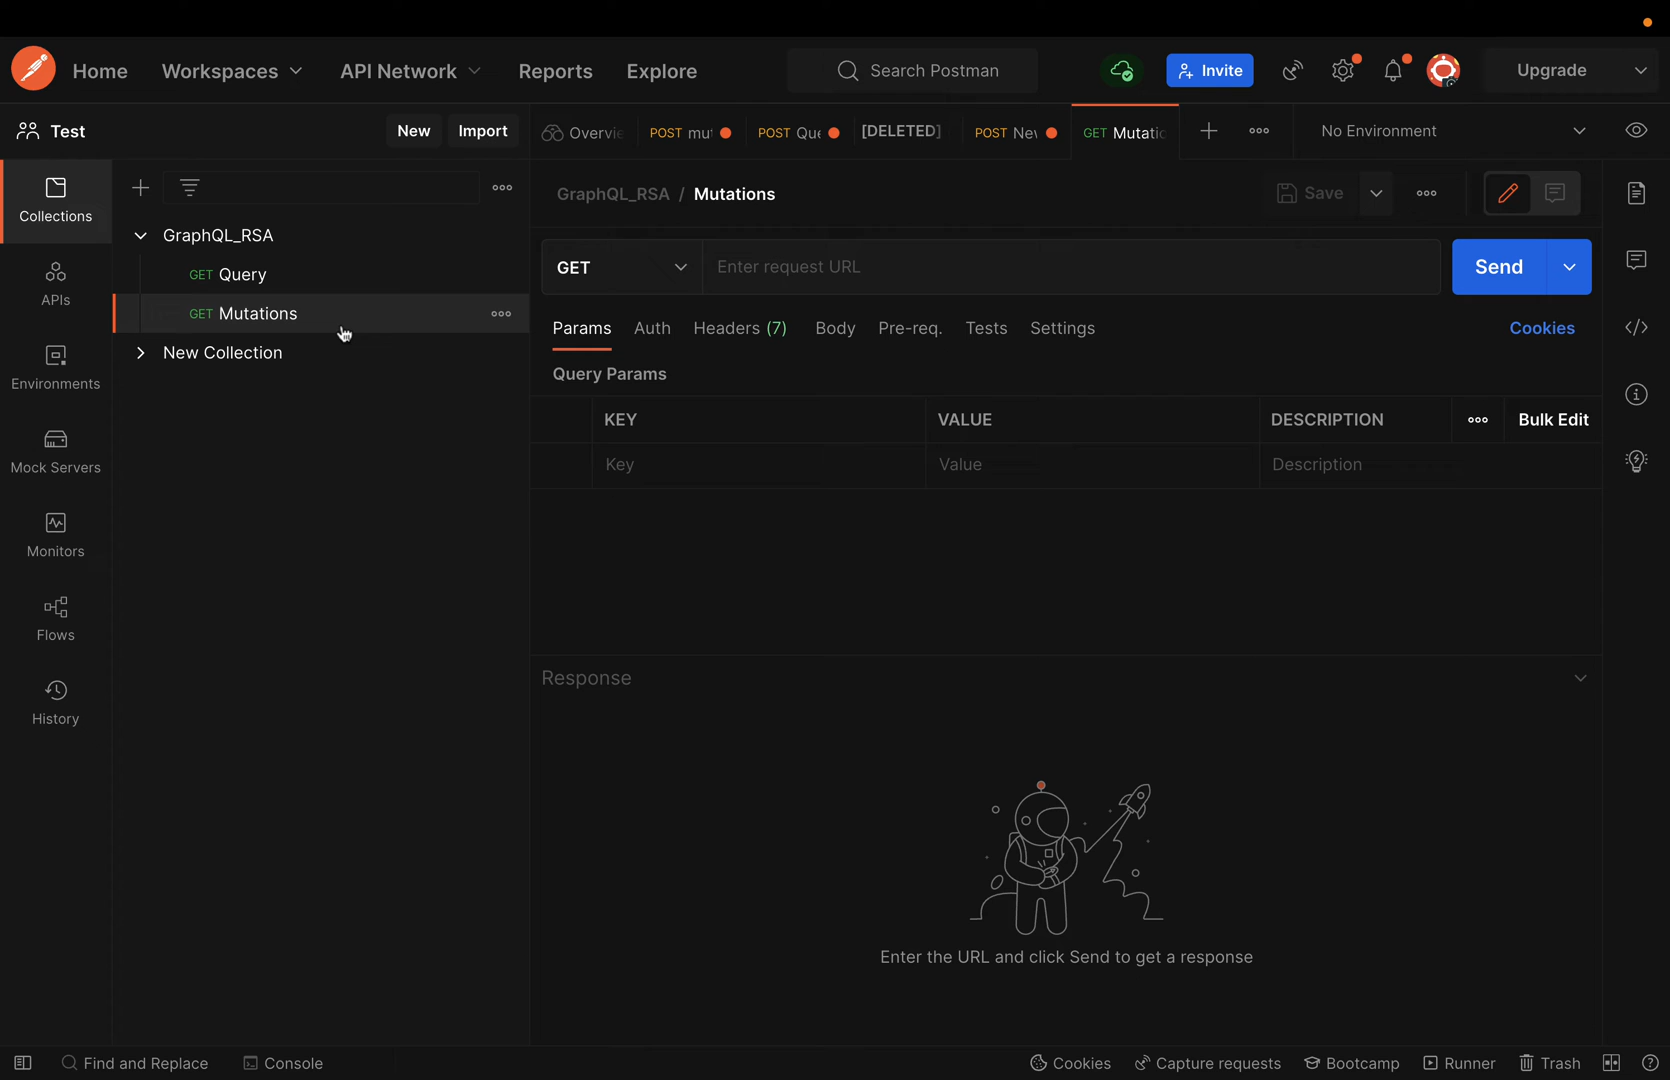 Home Workspaces API Network Reports Explore Search Postman Invite Upgrade
Test New Import Overvie POST mut POST Que [DELETED] POST Nev GET Mutatic No Environment
Collections
APIs
Environments
Mock Servers
Monitors
Flows
History
GraphQL_RSA
GET Query
GET Mutations
New Collection
GraphQL_RSA / Mutations Save
GET Enter request URL Send
Params Auth Headers (7) Body Pre-req. Tests Settings Cookies
Query Params
KEY VALUE DESCRIPTION Bulk Edit
Key Value Description
Response
Enter the URL and click Send to get a response
Find and Replace Console Cookies Capture requests Bootcamp Runner Trash